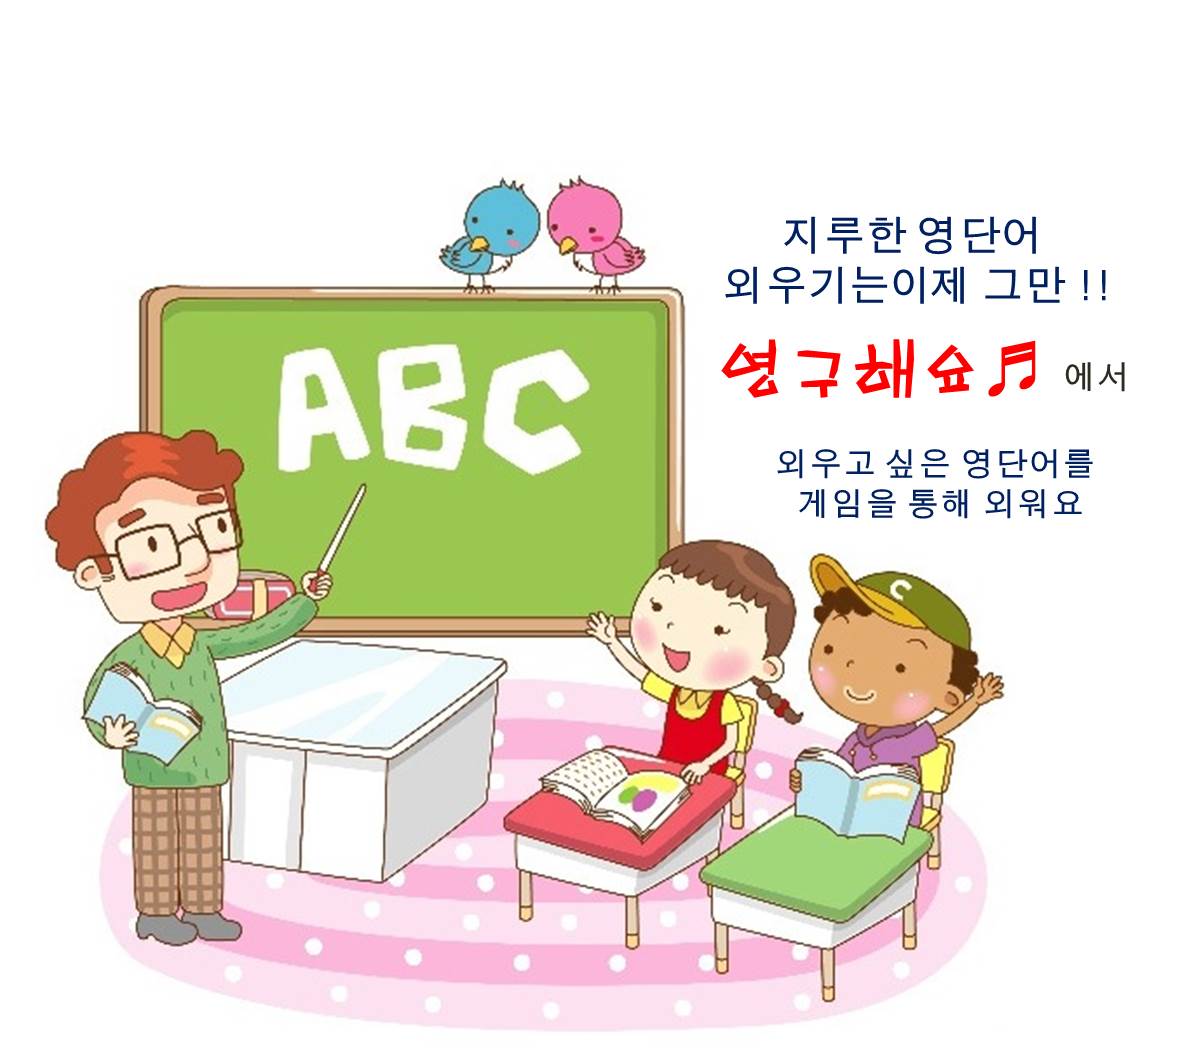 ABC
지루한 영단어
외우기는이제 그만 !!
영구해요♬ 에서
외우고 싶은 영단어를
게임을 통해 외워요
C